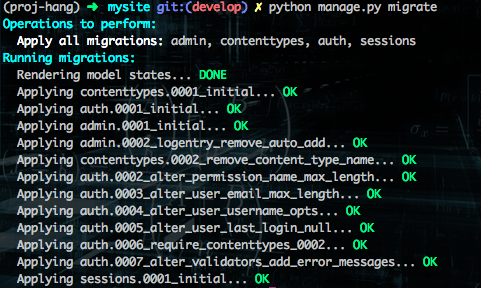 (proj-hang) ➜ mysite git:(develop) ✗ python manage.py migrate
Operations to perform:
  Apply all migrations: admin, contenttypes, auth, sessions
Running migrations:
  Rendering model states... DONE
  Applying contenttypes.0001_initial... OK
  Applying auth.0001_initial... OK
  Applying admin.0001_initial... OK
  Applying admin.0002_logentry_remove_auto_add... OK
  Applying contenttypes.0002_remove_content_type_name... OK
  Applying auth.0002_alter_permission_name_max_length... OK
  Applying auth.0003_alter_user_email_max_length... OK
  Applying auth.0004_alter_user_username_opts... OK
  Applying auth.0005_alter_user_last_login_null... OK
  Applying auth.0006_require_contenttypes_0002... OK
  Applying auth.0007_alter_validators_add_error_messages... OK
  Applying sessions.0001_initial... OK